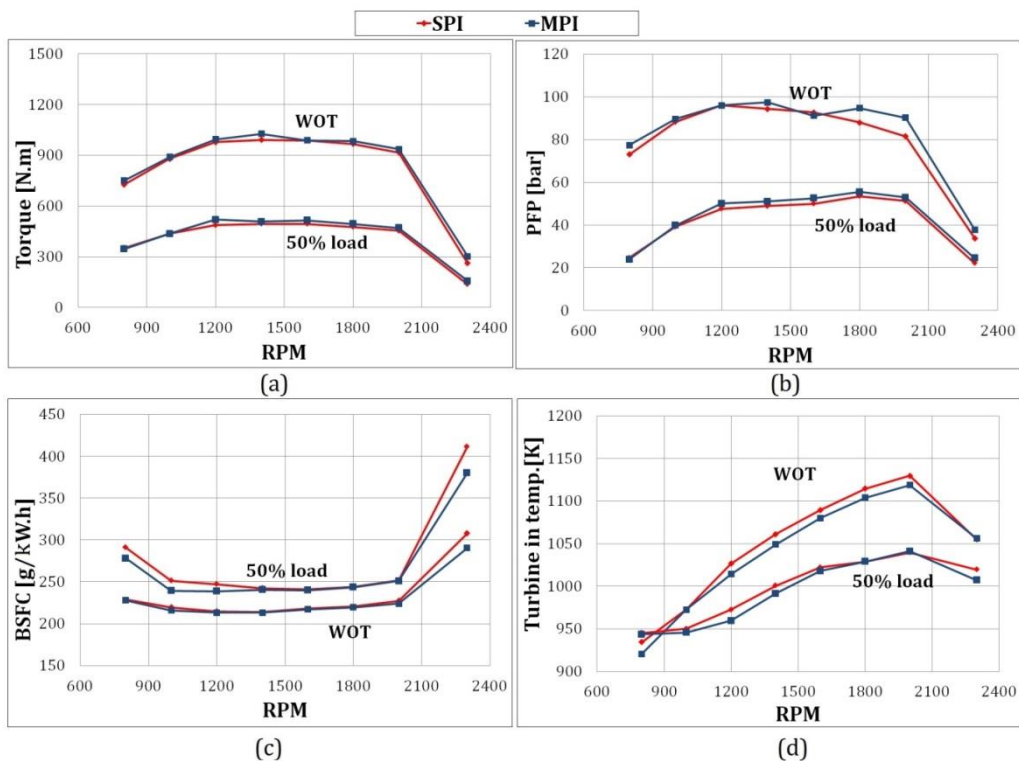 SPI MPI
1500
1200
900
600
300
0
Torque [N.m]
WOT
50% load
600 900 1200 1500 1800 2100 2400
RPM
(a)
120
100
80
60
40
20
0
PFP [bar]
WOT
50% load
600 900 1200 1500 1800 2100 2400
RPM
(b)
450
400
350
300
250
200
150
BSFC [g/kW.h]
50% load
WOT
600 900 1200 1500 1800 2100 2400
RPM
(c)
1200
1150
1100
1050
1000
950
900
Turbine in temp.[K]
WOT
50% load
600 900 1200 1500 1800 2100 2400
RPM
(d)